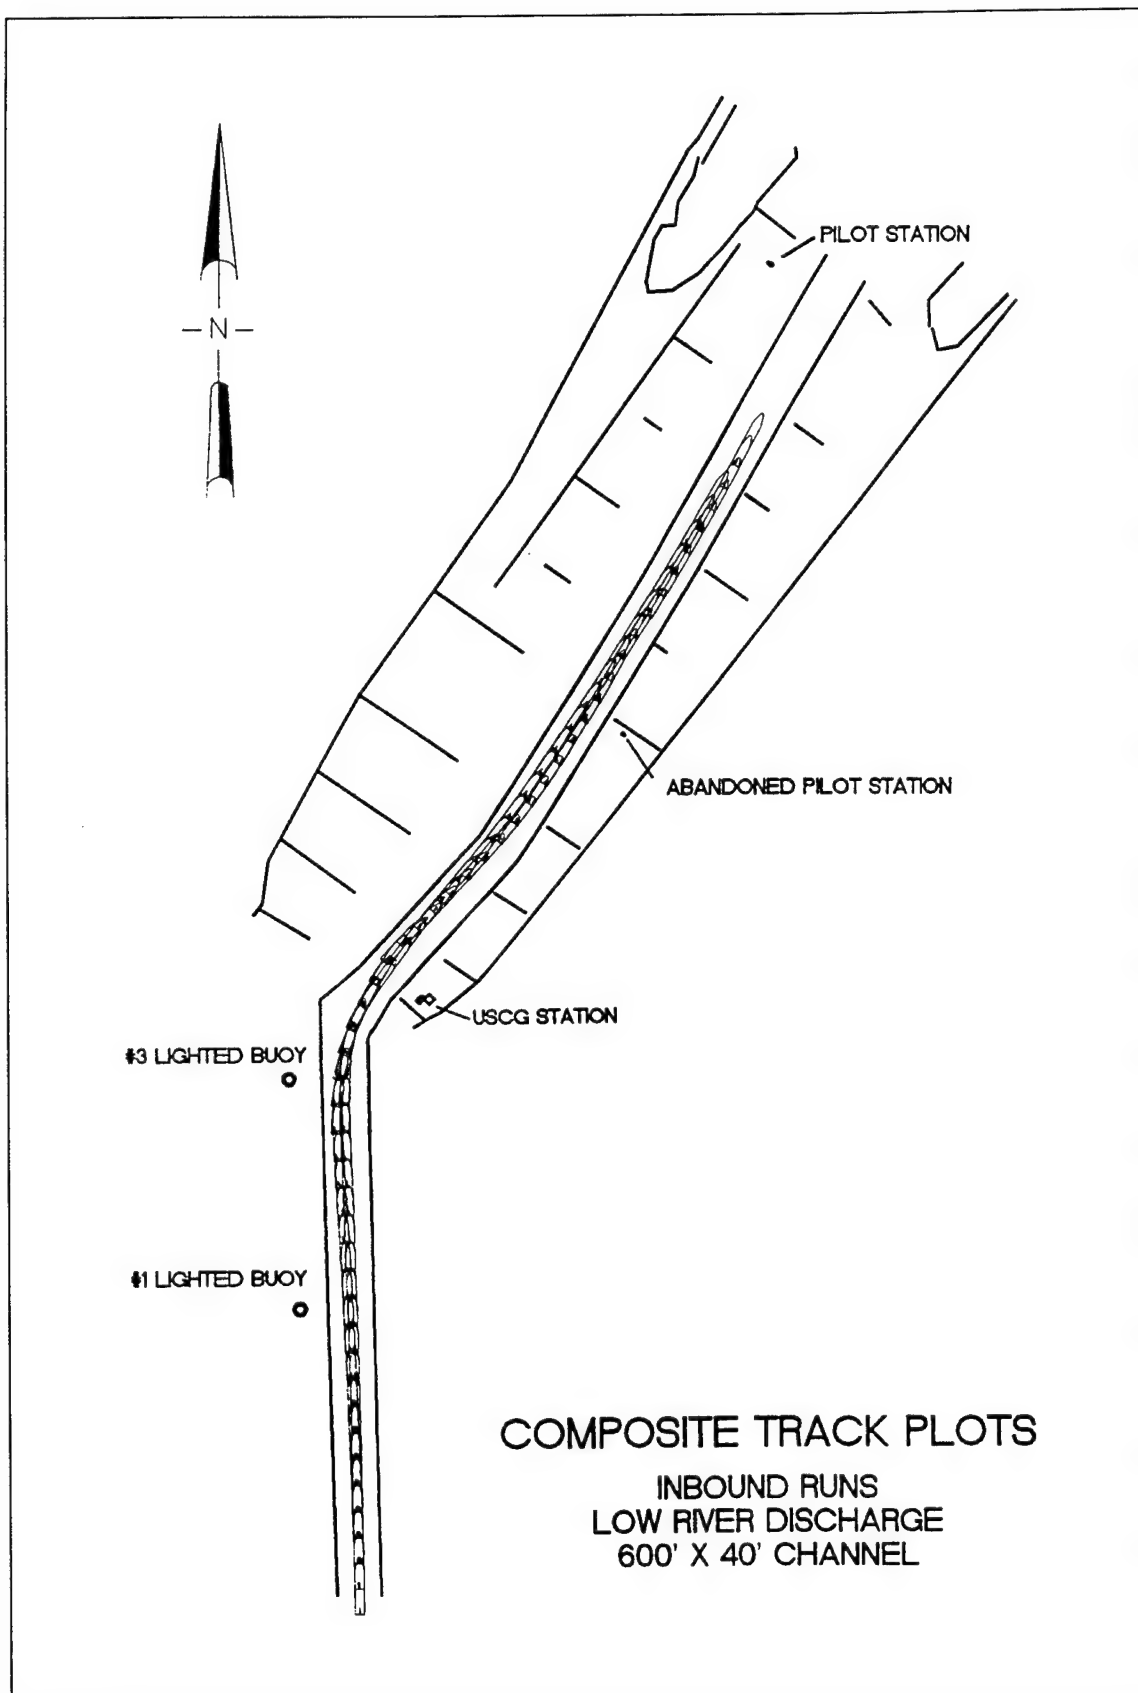 PILOT STATION
- N -
ABANDONED PILOT STATION
USCG STATION
#3 LIGHTED BUOY
#1 LIGHTED BUOY
COMPOSITE TRACK PLOTS
INBOUND RUNS
LOW RIVER DISCHARGE
600' X 40' CHANNEL